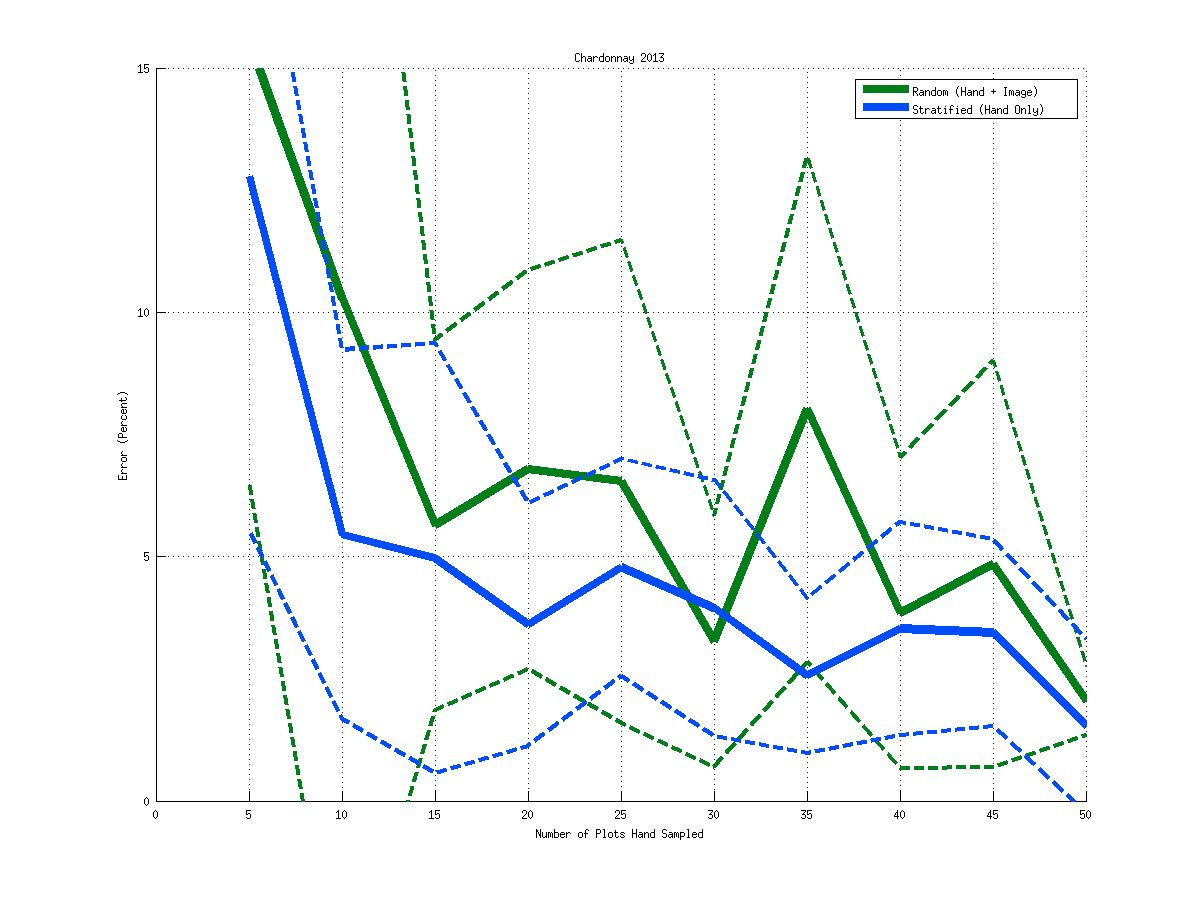 Chardonnay 2013
15
Random (Hand + Image)
Stratified (Hand Only)
10
Error (Percent)
5
0
0 5 10 15 20 25 30 35 40 45 50
Number of Plots Hand Sampled